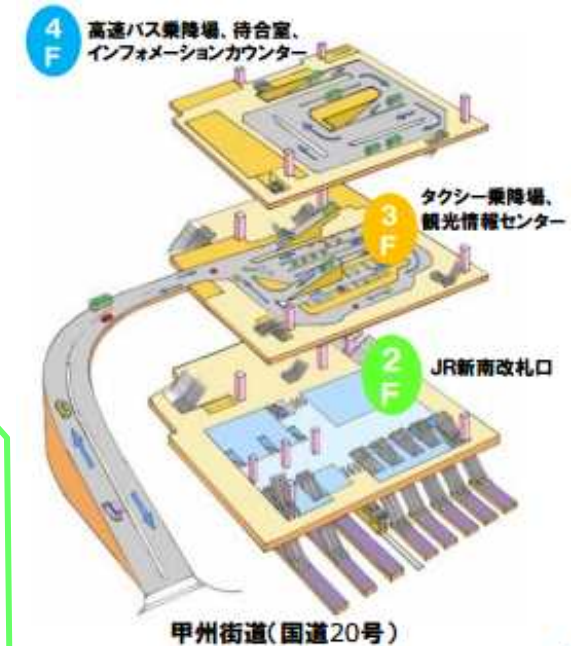 4
F
高速バス乗降場、待合室、
インフォメーションカウンター
3
F
タクシー乗降場、
観光情報センター
2
F
JR新南改札口
甲州街道(国道20号)